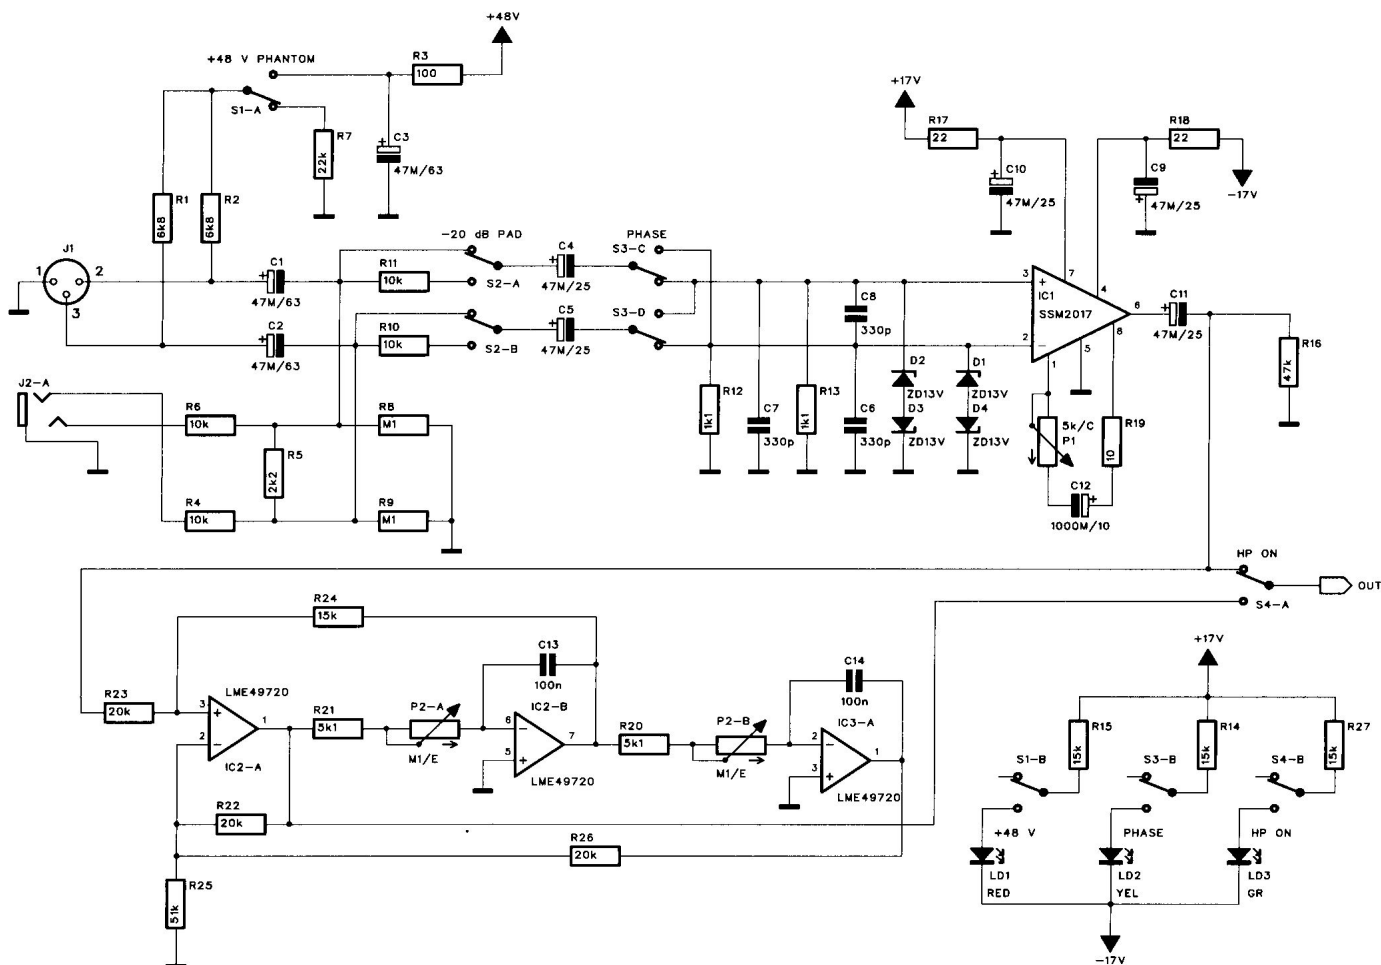 +48V
R3
100
+48 V PHANTOM
S1-A
R7
22k
C3
+
47M/63
R1
6k8
R2
6k8
J1
1
2
3
C1
+
47M/63
C2
+
47M/63
R11
10k
R10
10k
-20 dB PAD
S2-A
S2-B
C4
+
47M/25
C5
+
47M/25
PHASE
S3-C
S3-D
R12
1k1
C7
330p
R13
1k1
C8
330p
C6
330p
D2
ZD13V
D3
ZD13V
D1
ZD13V
D4
ZD13V
+17V
R17
22
C10
+
47M/25
R18
22
C9
+
47M/25
-17V
3
+
2
-
IC1
SSM2017
7
4
6
8
5
1
C11
+
47M/25
R16
47k
5k/C
P1
R19
10
C12
+
1000M/10
J2-A
R6
10k
R5
2k2
R4
10k
R8
M1
R9
M1
HP ON
S4-A
OUT
R24
15k
R23
20k
LME49720
3
+
2
-
1
IC2-A
R21
5k1
P2-A
M1/E
C13
100n
IC2-B
6
-
5
+
7
LME49720
R20
5k1
P2-B
M1/E
C14
100n
IC3-A
2
-
3
+
1
LME49720
R22
20k
R26
20k
R25
51k
+17V
R15
15k
R14
15k
R27
15k
S1-B
S3-B
S4-B
+48 V
PHASE
HP ON
LD1
RED
LD2
YEL
LD3
GR
-17V